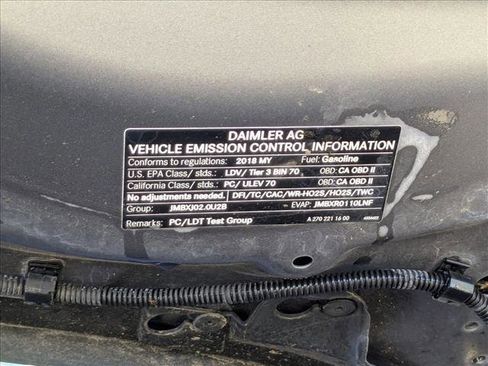 DAIMLER AG
VEHICLE EMISSION CONTROL INFORMATION
Conforms to regulations: 2018 MY Fuel: Gasoline
U.S. EPA Class/ stds.: LDV/ Tier 3 BIN 70 OBD: CA OBD II
California Class/ stds.: PC/ ULEV 70 OBD: CA OBD II
No adjustments needed. DFI/TC/CAC/WR-HO2S/HO2S/TWC
Group: JMBXJ02.0U2B EVAP: JMBXR0110LNF
Remarks: PC/LDT Test Group A 270 221 16 00